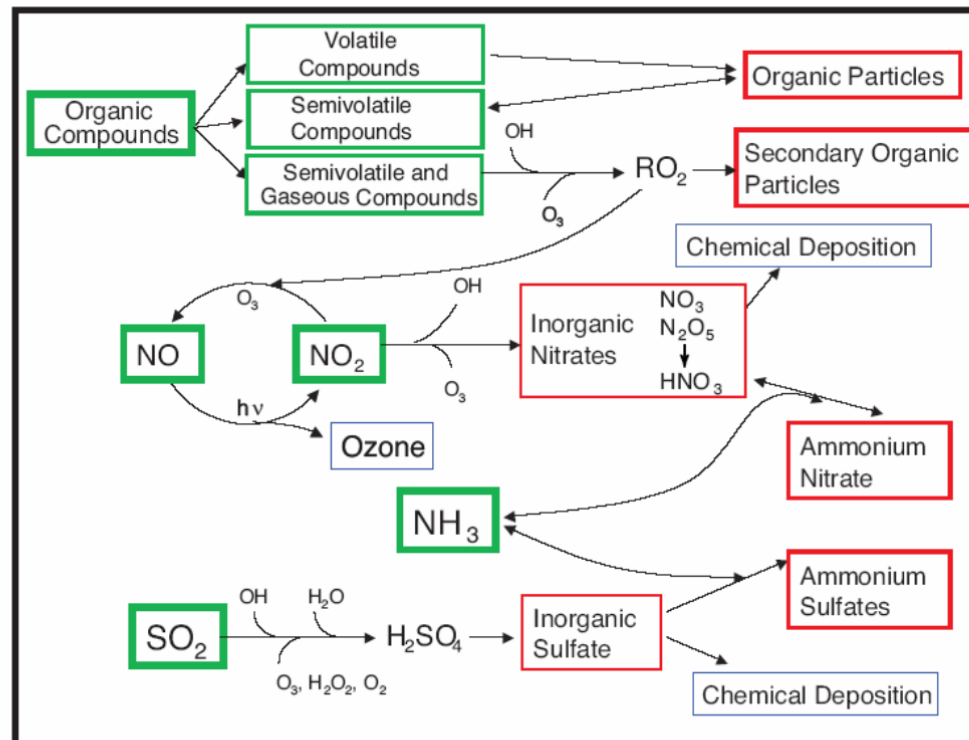 Volatile
Compounds
Organic Particles
Organic
Compounds
Semivolatile
Compounds
OH
Semivolatile and
Gaseous Compounds
RO₂
Secondary Organic
Particles
O₃
Chemical Deposition
O₃
OH
NO
NO₂
Inorganic
Nitrates
NO₃
N₂O₅
HNO₃
O₃
hν
Ozone
Ammonium
Nitrate
NH₃
Ammonium
Sulfates
OH
H₂O
SO₂
H₂SO₄
Inorganic
Sulfate
O₃, H₂O₂, O₂
Chemical Deposition